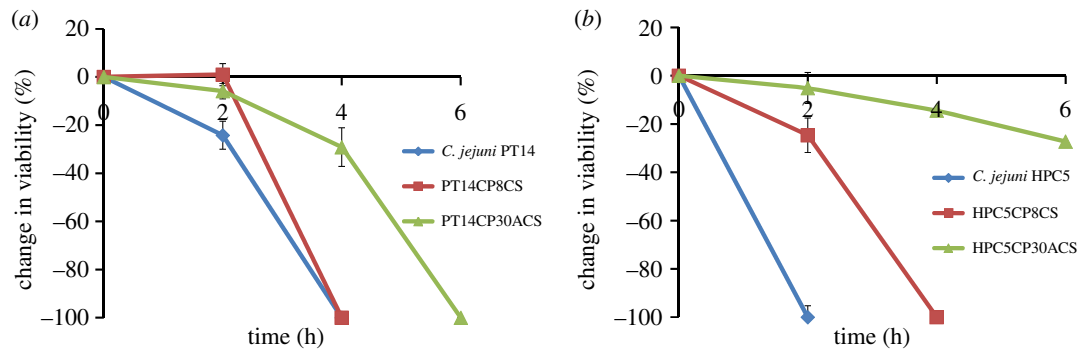 (a)
20
0
–20
–40
–60
–80
–100
change in viability (%)
0
2
4
6
time (h)
C. jejuni PT14
PT14CP8CS
PT14CP30ACS
(b)
20
0
–20
–40
–60
–80
–100
change in viability (%)
0
2
4
6
time (h)
C. jejuni HPC5
HPC5CP8CS
HPC5CP30ACS